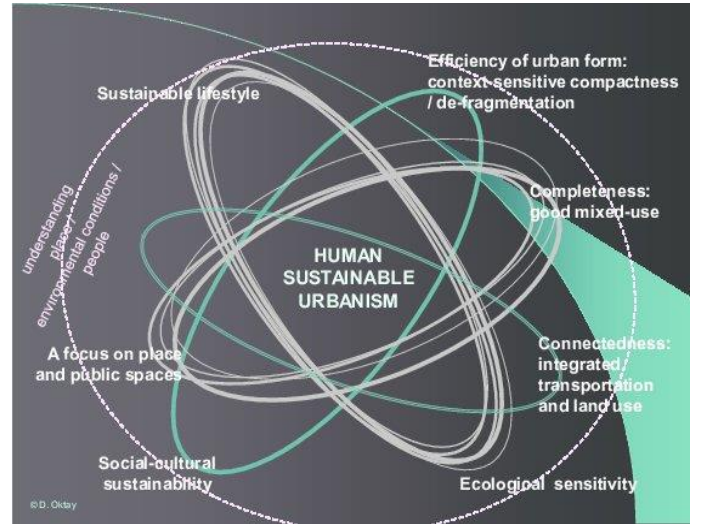 Efficiency of urban form:
context-sensitive compactness
/ de-fragmentation
Sustainable lifestyle
understanding
place /
environmental conditions /
people
Completeness:
good mixed-use
HUMAN
SUSTAINABLE
URBANISM
A focus on place
and public spaces
Connectedness:
integrated,
transportation
and land use
Social-cultural
sustainability
Ecological sensitivity
© D. Oktay